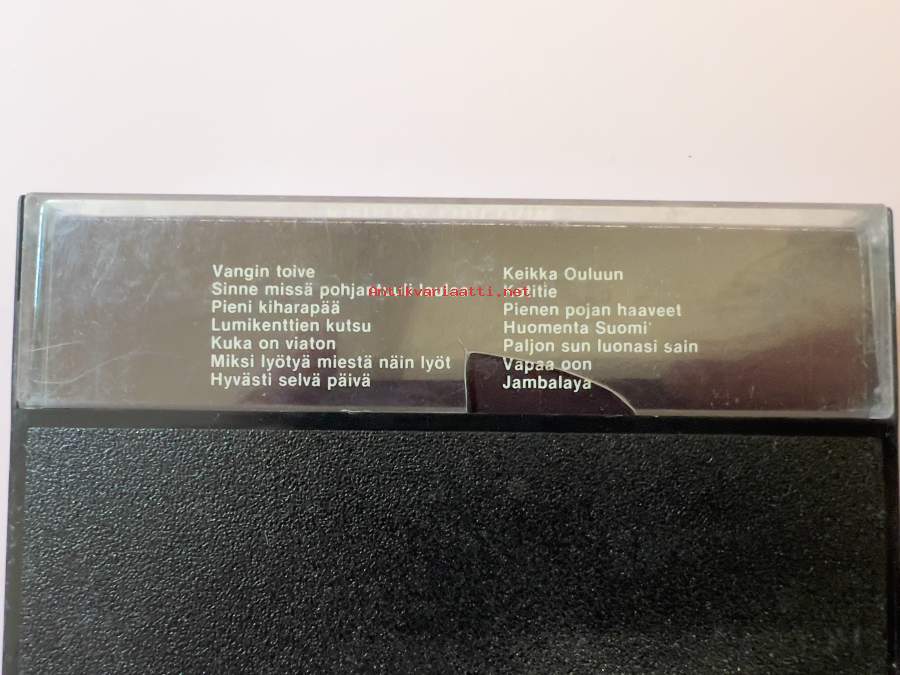 Vangin toive
Sinne missä
Pieni kiharapää
Lumikenttien kutsu
Kuka on viaton
Miksi lyötyä miestä näin lyöt
Hyvästi selvä päivä
Keikka Ouluun
Pienen pojan haaveet
Huomenta Suomi
Paljon sun luonasi sain
Vapaa oon
Jambalaya
Antikvariaatti.net